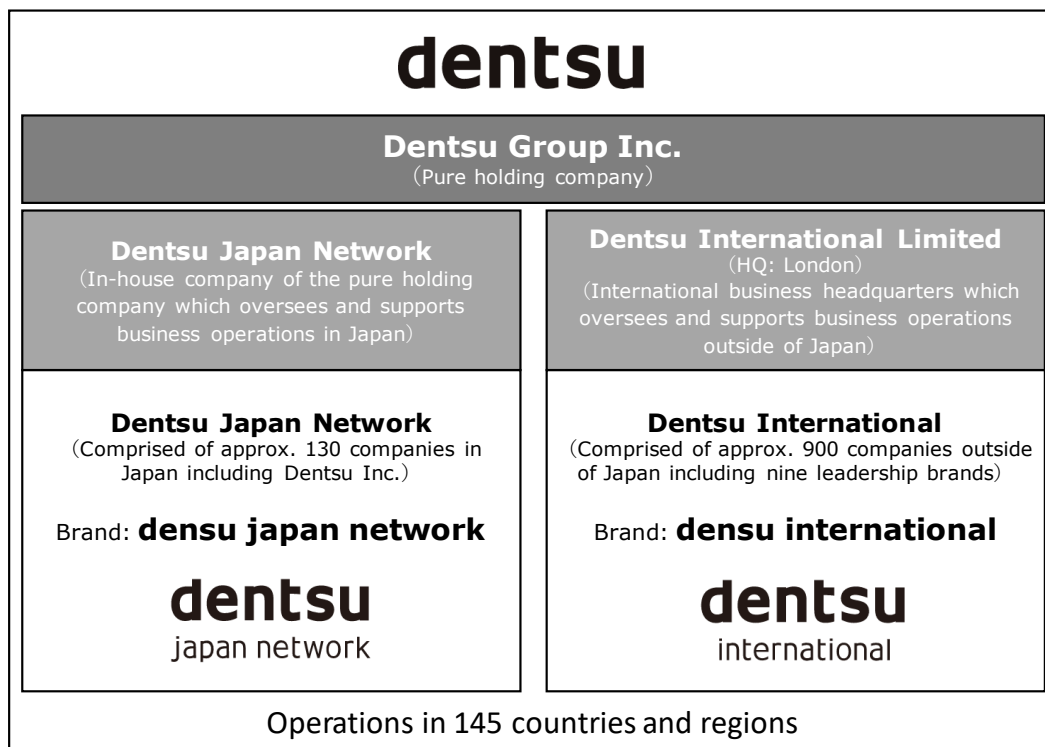 dentsu
Dentsu Group Inc.
(Pure holding company)
Dentsu Japan Network
(In-house company of the pure holding
company which oversees and supports
business operations in Japan)
Dentsu International Limited
(HQ: London)
(International business headquarters which
oversees and supports business operations
outside of Japan)
Dentsu Japan Network
(Comprised of approx. 130 companies in
Japan including Dentsu Inc.)
Brand: densu japan network
dentsu
japan network
Dentsu International
(Comprised of approx. 900 companies outside
of Japan including nine leadership brands)
Brand: densu international
dentsu
international
Operations in 145 countries and regions